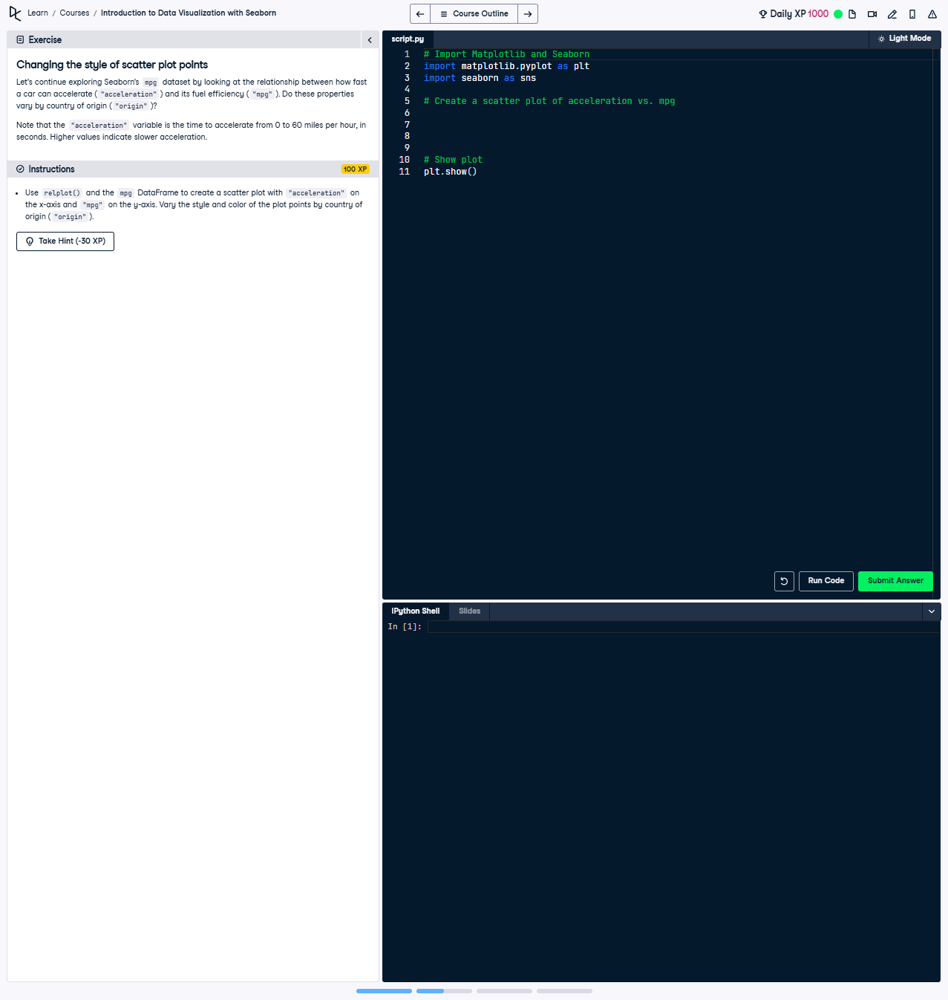 Learn / Courses / Introduction to Data Visualization with Seaborn
Course Outline
Daily XP 1000
Exercise
Changing the style of scatter plot points
Let's continue exploring Seaborn's mpg dataset by looking at the relationship between how fast
a car can accelerate ("acceleration") and its fuel efficiency ("mpg"). Do these properties
vary by country of origin ("origin")?
Note that the "acceleration" variable is the time to accelerate from 0 to 60 miles per hour, in
seconds. Higher values indicate slower acceleration.
Instructions
100 XP
• Use relplot() and the mpg DataFrame to create a scatter plot with "acceleration" on
the x-axis and "mpg" on the y-axis. Vary the style and color of the plot points by country of
origin ("origin").
Take Hint (-30 XP)
script.py
Light Mode
1 # Import Matplotlib and Seaborn
2 import matplotlib.pyplot as plt
3 import seaborn as sns
4
5 # Create a scatter plot of acceleration vs. mpg
6
7
8
9
10 # Show plot
11 plt.show()
Run Code
Submit Answer
IPython Shell
Slides
In [1]: